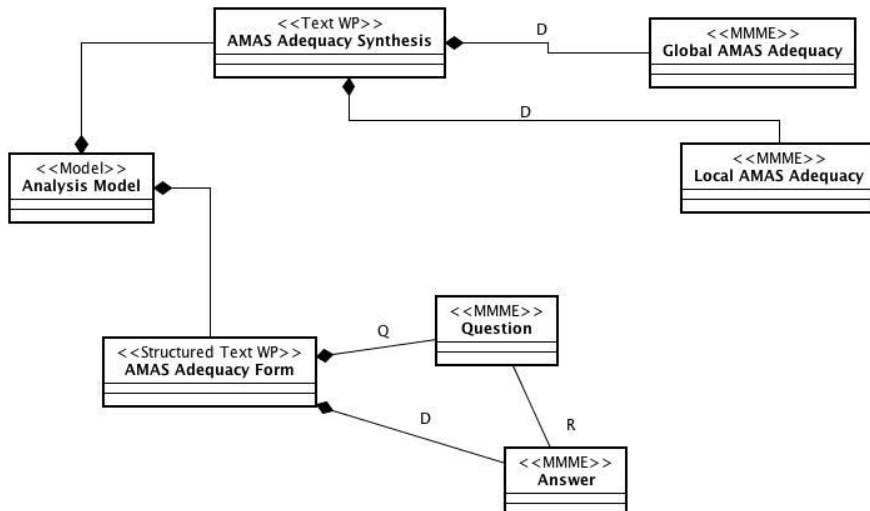 <<Text WP>>
AMAS Adequacy Synthesis
D
<<MMME>>
Global AMAS Adequacy
D
<<Model>>
Analysis Model
<<MMME>>
Local AMAS Adequacy
<<Structured Text WP>>
AMAS Adequacy Form
Q
<<MMME>>
Question
D
R
<<MMME>>
Answer